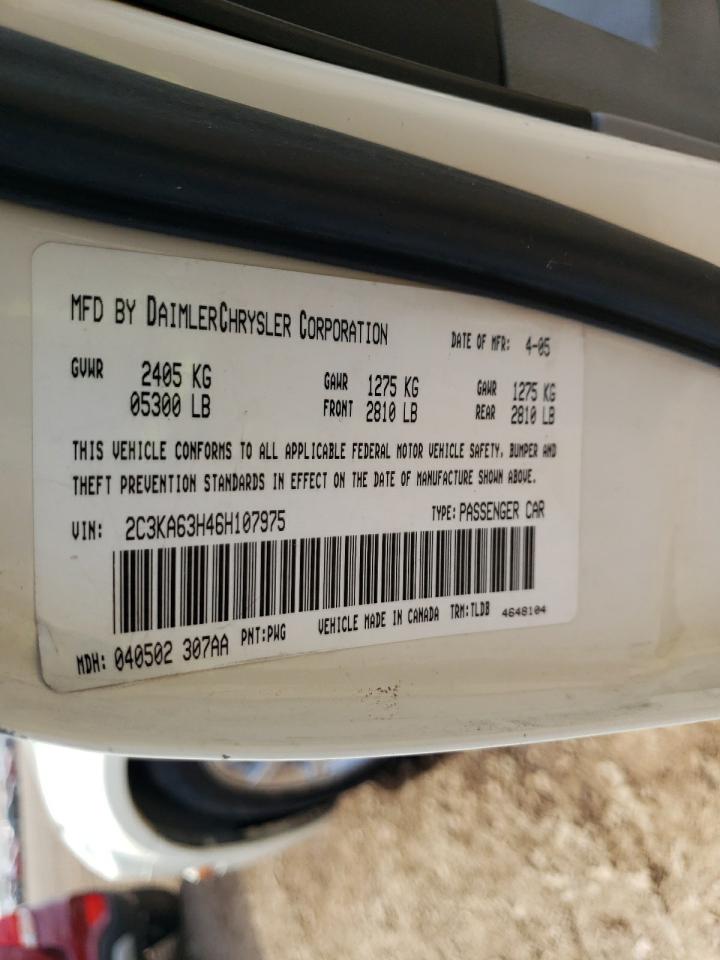 MFD BY DAIMLERCHRYSLER CORPORATION DATE OF MFR: 4-05
GVWR 2405 KG GAWR 1275 KG GAWR 1275 KG
05300 LB FRONT 2810 LB REAR 2810 LB
THIS VEHICLE CONFORMS TO ALL APPLICABLE FEDERAL MOTOR VEHICLE SAFETY, BUMPER AND
THEFT PREVENTION STANDARDS IN EFFECT ON THE DATE OF MANUFACTURE SHOWN ABOVE.
VIN: 2C3KA63H46H107975 TYPE: PASSENGER CAR
MDH: 040502 307AA PNT:PWG VEHICLE MADE IN CANADA TRM:TLDB 4648104